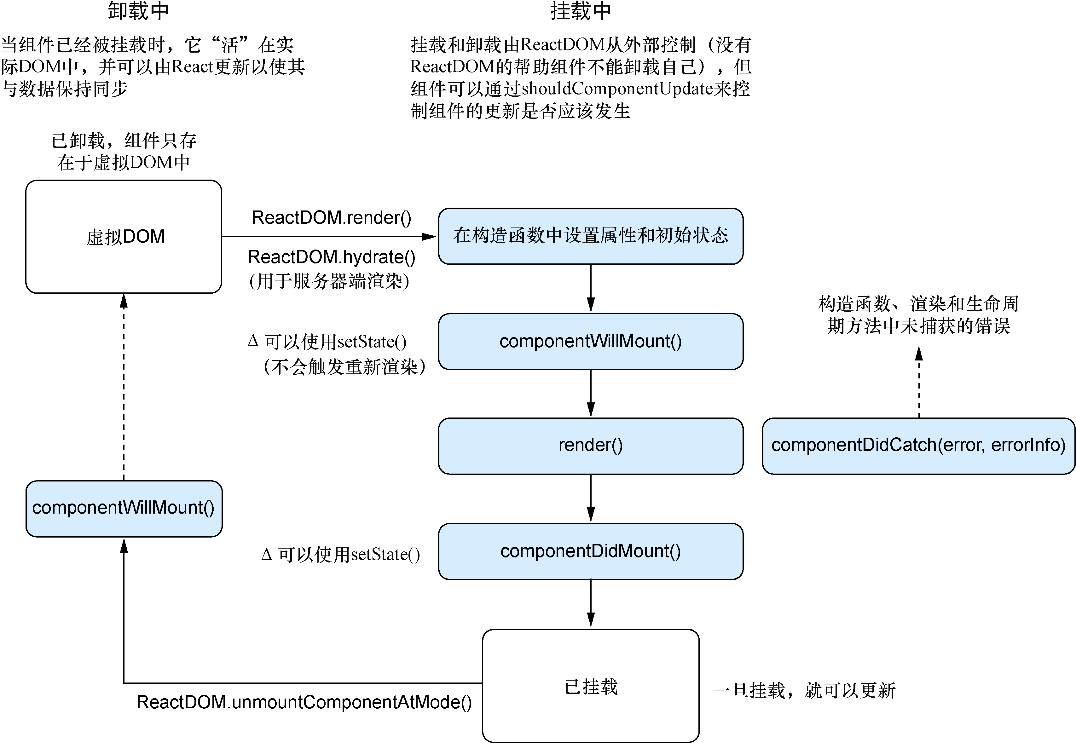 卸载中
当组件已经被挂载时，它“活”在实
际DOM中，并可以由React更新以使其
与数据保持同步
挂载中
挂载和卸载由ReactDOM从外部控制（没有
ReactDOM的帮助组件不能卸载自己），但
组件可以通过shouldComponentUpdate来控
制组件的更新是否应该发生
已卸载，组件只存
在于虚拟DOM中
虚拟DOM
ReactDOM.render()
ReactDOM.hydrate()
(用于服务器端渲染)
在构造函数中设置属性和初始状态
Δ 可以使用setState()
（不会触发重新渲染）
componentWillMount()
构造函数、渲染和生命周
期方法中未捕获的错误
render()
componentDidCatch(error, errorInfo)
componentWillMount()
Δ 可以使用setState()
componentDidMount()
已挂载
一旦挂载，就可以更新
ReactDOM.unmountComponentAtMode()